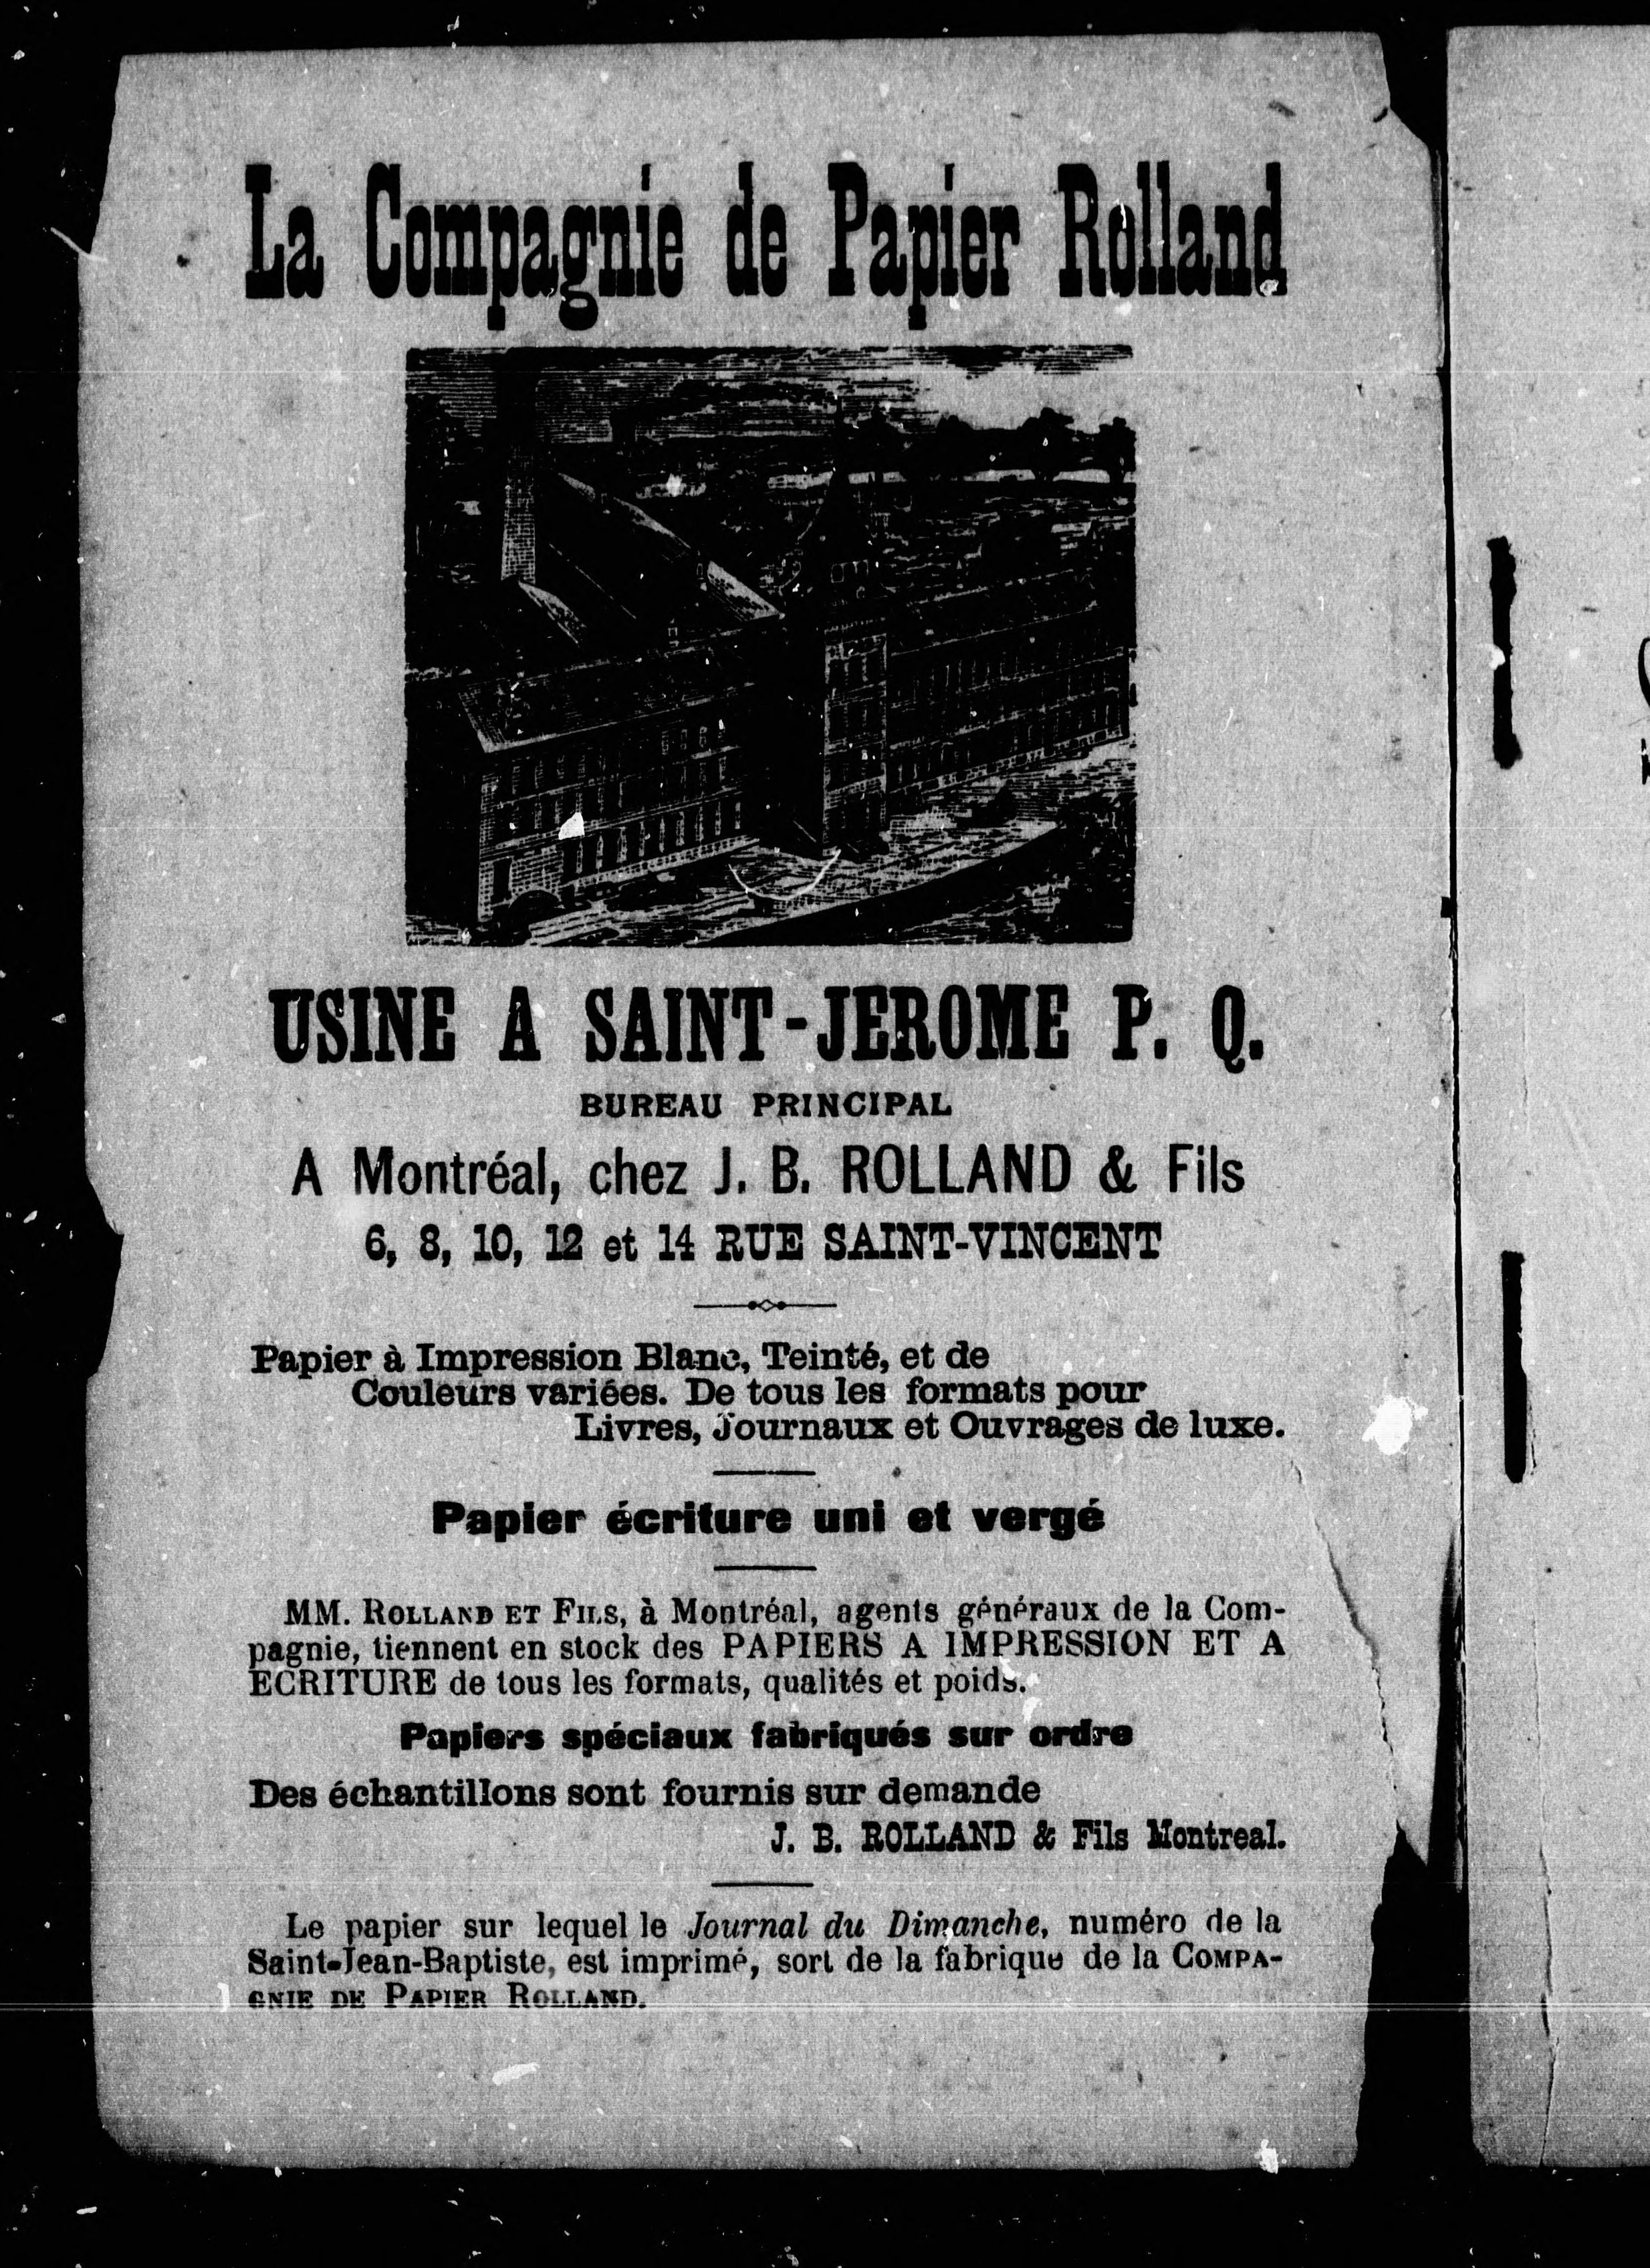 La Compagnie de Papier Rolland
USINE A SAINT-JEROME P. Q.
BUREAU PRINCIPAL
A Montréal, chez J. B. ROLLAND & Fils
6, 8, 10, 12 et 14 RUE SAINT-VINCENT
Papier à Impression Blanc, Teinté, et de
Couleurs variées. De tous les formats pour
Livres, Journaux et Ouvrages de luxe.
Papier écriture uni et vergé
MM. ROLLAND ET FILS, à Montréal, agents généraux de la Com-
pagnie, tiennent en stock des PAPIERS A IMPRESSION ET A
ECRITURE de tous les formats, qualités et poids.
Papiers spéciaux fabriqués sur ordre
Des échantillons sont fournis sur demande
J. B. ROLLAND & Fils Montreal.
Le papier sur lequel le Journal du Dimanche, numéro de la
Saint-Jean-Baptiste, est imprimé, sort de la fabrique de la COMPA-
GNIE DE PAPIER ROLLAND.